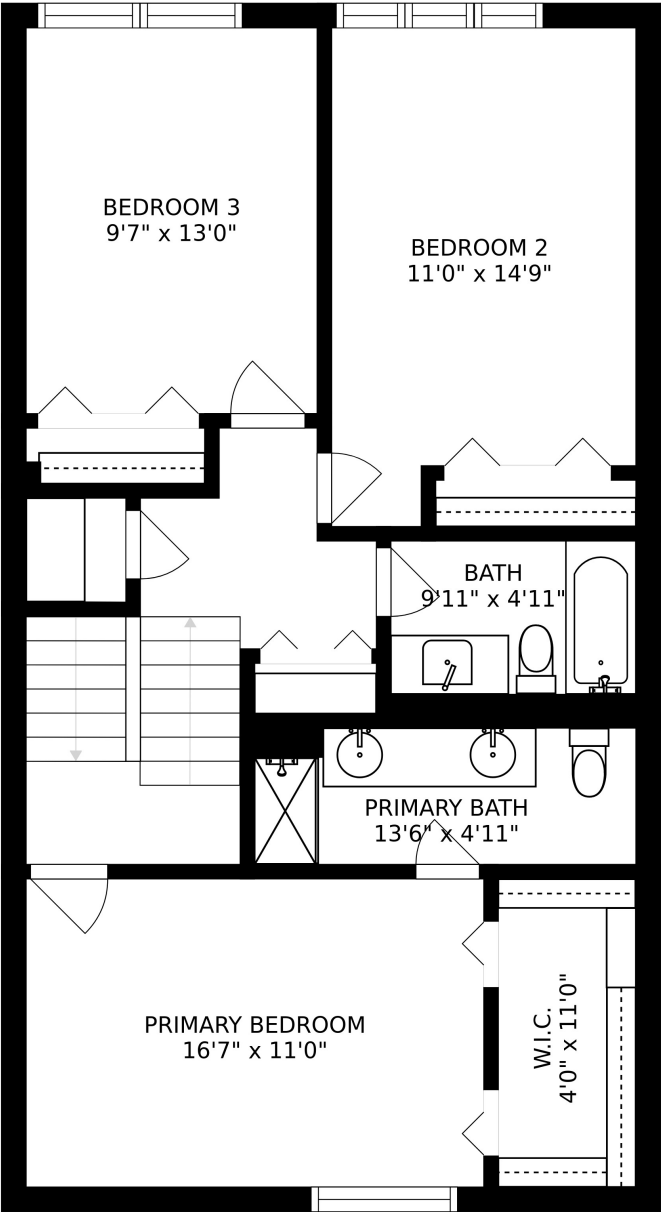 BEDROOM 3
9'7" x 13'0"
BEDROOM 2
11'0" x 14'9"
BATH
9'11" x 4'11"
PRIMARY BATH
13'6" x 4'11"
PRIMARY BEDROOM
16'7" x 11'0"
W.I.C.
4'0" x 11'0"